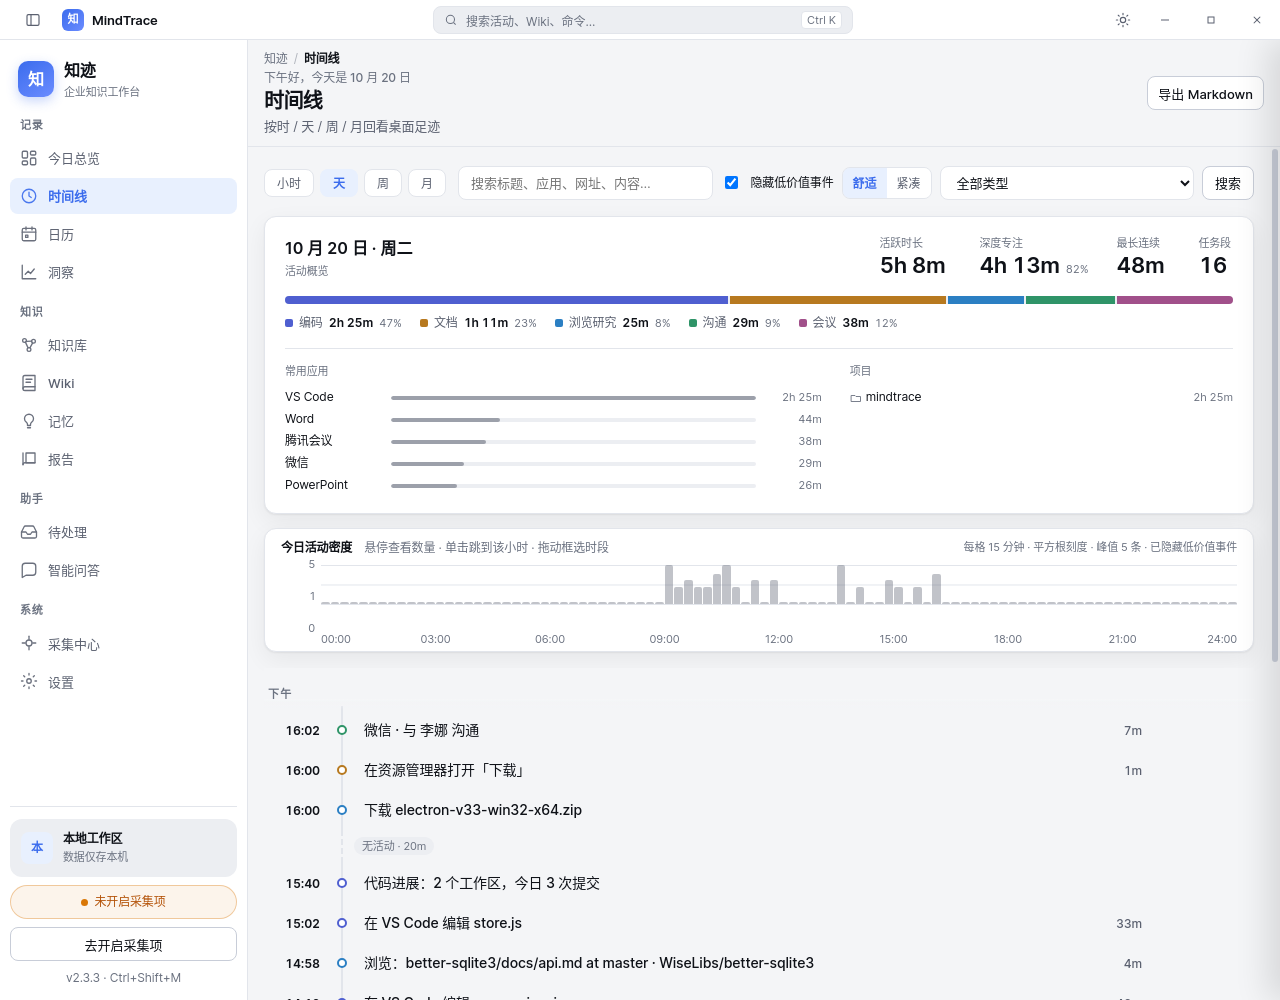 知 MindTrace
搜索活动、Wiki、命令... Ctrl K
知 知迹
企业知识工作台
记录
今日总览
时间线
日历
洞察
知识
知识库
Wiki
记忆
报告
助手
待处理
智能问答
系统
采集中心
设置
本 本地工作区
数据仅存本机
未开启采集项
去开启采集项
v2.3.3 · Ctrl+Shift+M
知迹 / 时间线
下午好，今天是 10 月 20 日
时间线
按时 / 天 / 周 / 月回看桌面足迹
导出 Markdown
小时 天 周 月 搜索标题、应用、网址、内容... 隐藏低价值事件 舒适 紧凑 全部类型 搜索
10 月 20 日 · 周二
活动概览
活跃时长 深度专注 最长连续 任务段
5h 8m 4h 13m 82% 48m 16
编码 2h 25m 47% 文档 1h 11m 23% 浏览研究 25m 8% 沟通 29m 9% 会议 38m 12%
常用应用
VS Code 2h 25m
Word 44m
腾讯会议 38m
微信 29m
PowerPoint 26m
项目
mindtrace 2h 25m
今日活动密度 悬停查看数量 · 单击跳到该小时 · 拖动框选时段 每格 15 分钟 · 平方根刻度 · 峰值 5 条 · 已隐藏低价值事件
5
1
0
00:00 03:00 06:00 09:00 12:00 15:00 18:00 21:00 24:00
下午
16:02 微信 · 与 李娜 沟通 7m
16:00 在资源管理器打开「下载」 1m
16:00 下载 electron-v33-win32-x64.zip
无活动 · 20m
15:40 代码进展：2 个工作区，今日 3 次提交
15:02 在 VS Code 编辑 store.js 33m
14:58 浏览：better-sqlite3/docs/api.md at master · WiseLibs/better-sqlite3 4m